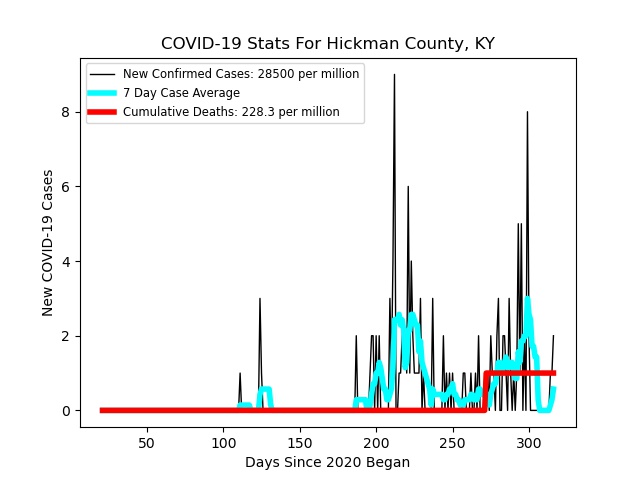 COVID-19 Stats For Hickman County, KY
New Confirmed Cases: 28500 per million
7 Day Case Average
Cumulative Deaths: 228.3 per million
New COVID-19 Cases
8
6
4
2
0
50 100 150 200 250 300
Days Since 2020 Began